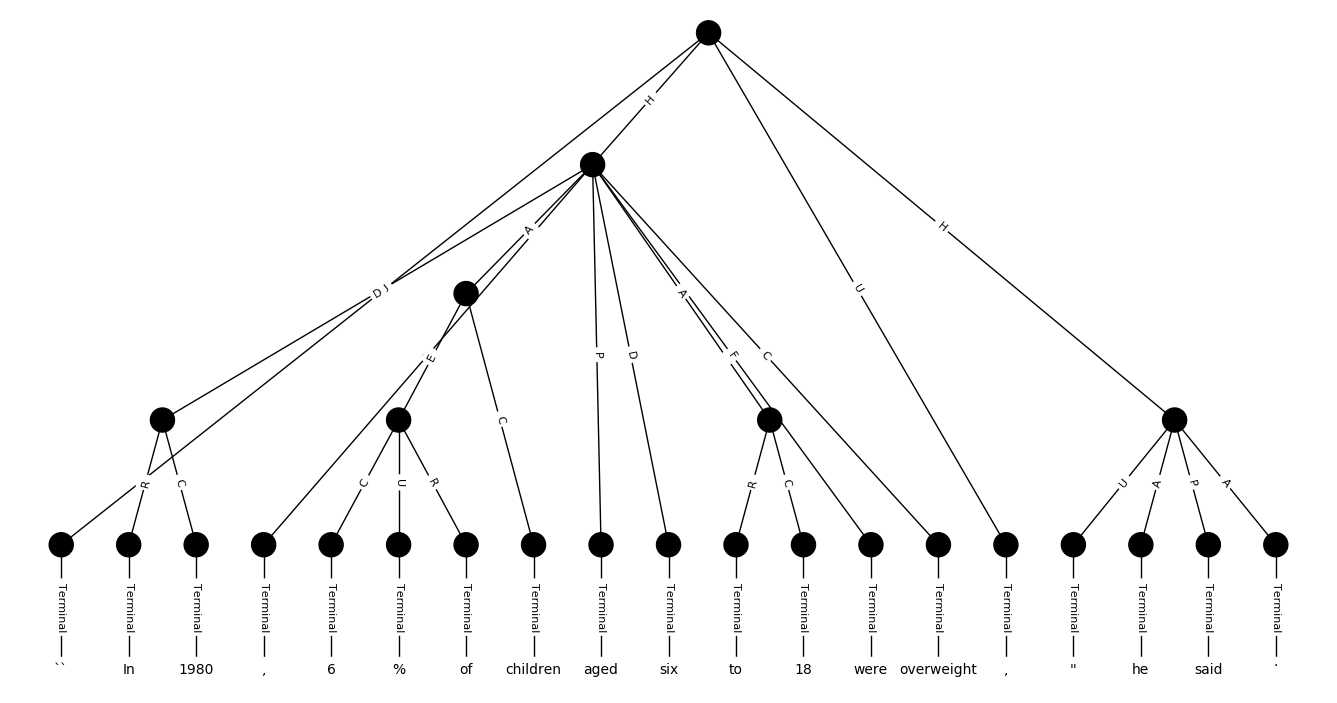 H
A
H
D
U
A
E
P
D
F
C
C
R
C
C
U
R
R
C
U
A
P
A
Terminal Terminal Terminal Terminal Terminal Terminal Terminal Terminal Terminal Terminal Terminal Terminal Terminal Terminal Terminal Terminal Terminal Terminal Terminal
`` In 1980 , 6 % of children aged six to 18 were overweight , " he said .